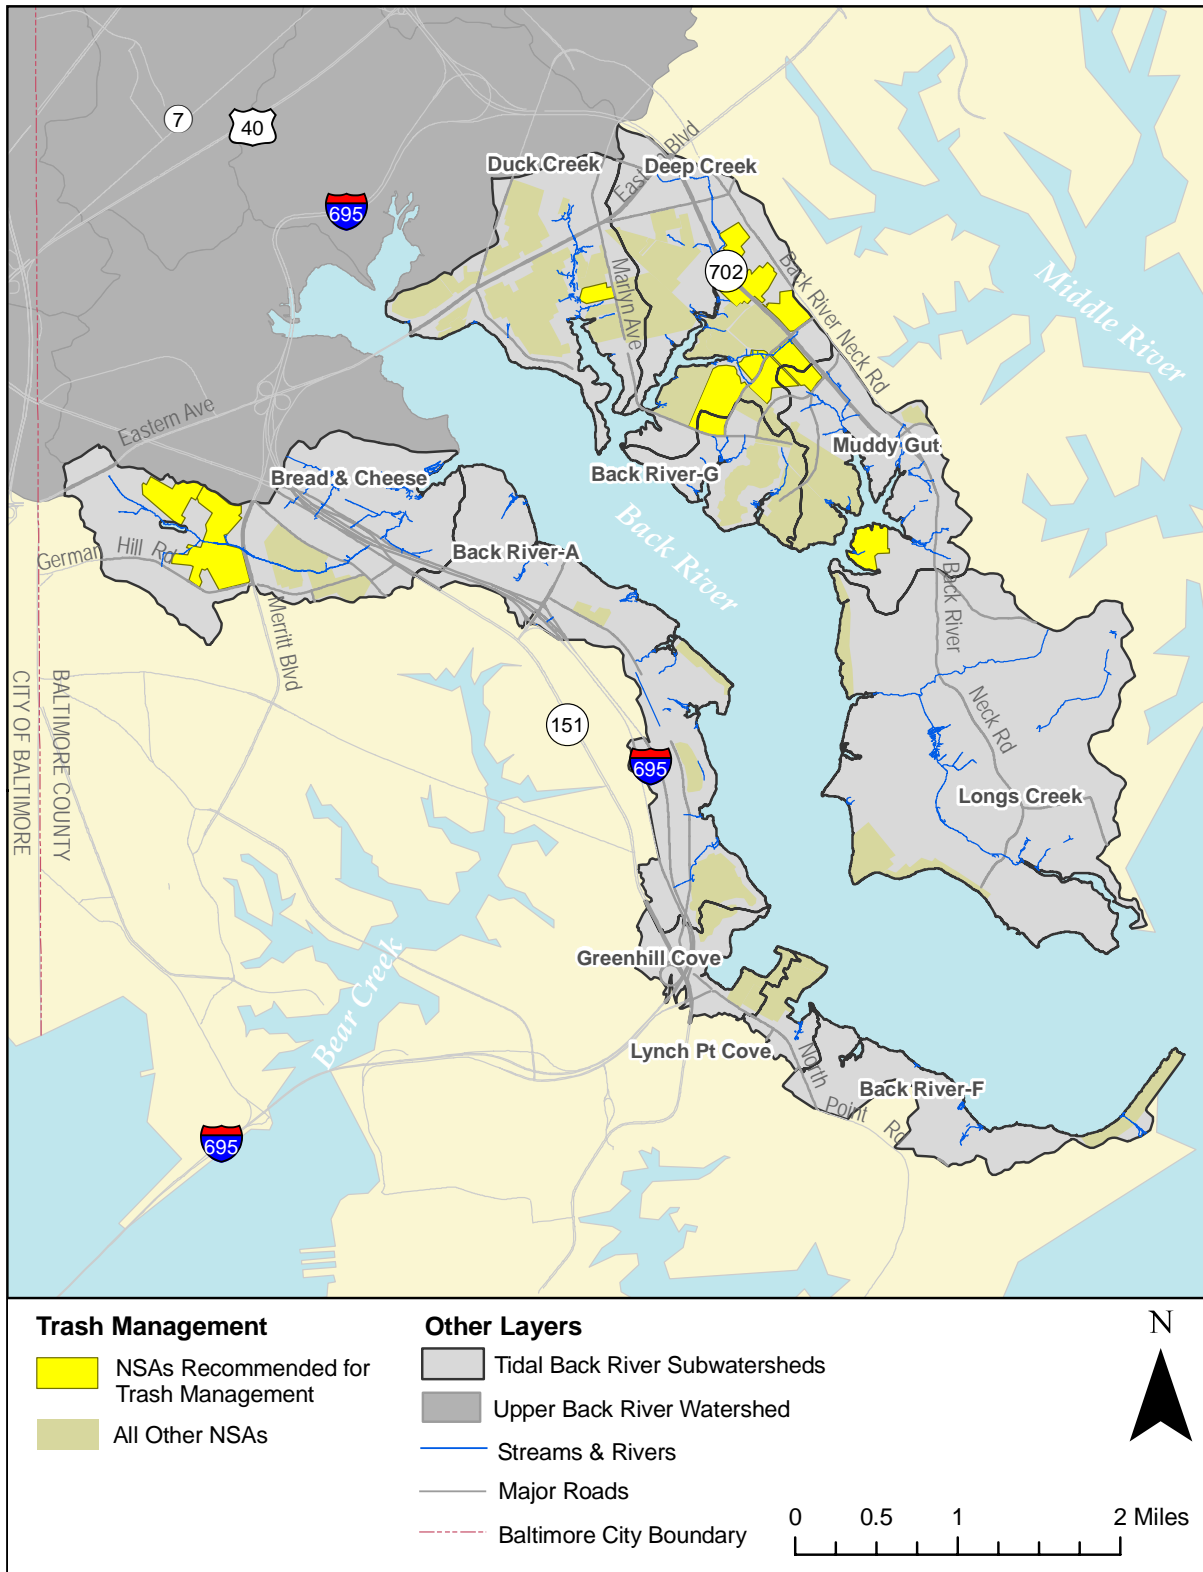 7
40
695
Duck Creek
Eastern Blvd
Deep Creek
702
Back River Neck Rd
Middle River
Marlyn Ave
Eastern Ave
Bread & Cheese
Back River-G
Muddy Gut
German Hill Rd
Back River-A
Back River
Merritt Blvd
Back River
Neck Rd
BALTIMORE COUNTY
CITY OF BALTIMORE
151
695
Longs Creek
Bear Creek
Greenhill Cove
Lynch Pt Cove
North Point Rd
Back River-F
695
Trash Management
NSAs Recommended for
Trash Management
All Other NSAs
Other Layers
Tidal Back River Subwatersheds
Upper Back River Watershed
Streams & Rivers
Major Roads
Baltimore City Boundary
N
0 0.5 1 2 Miles